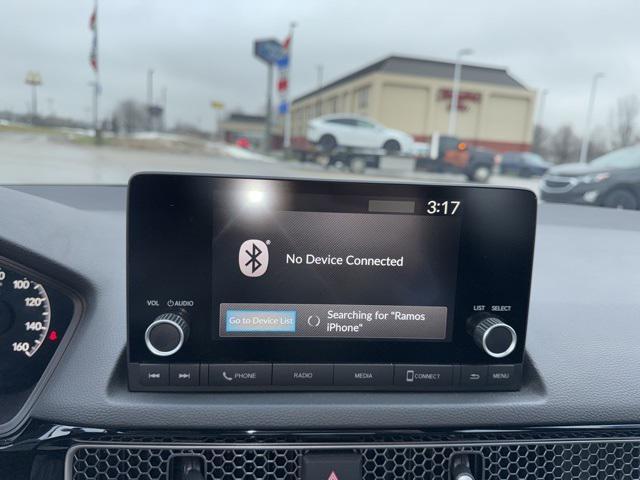 3:17
No Device Connected
VOL AUDIO
LIST SELECT
Go to Device List
Searching for "Ramos
iPhone"
100
120
140
160
PHONE
RADIO
MEDIA
CONNECT
MENU